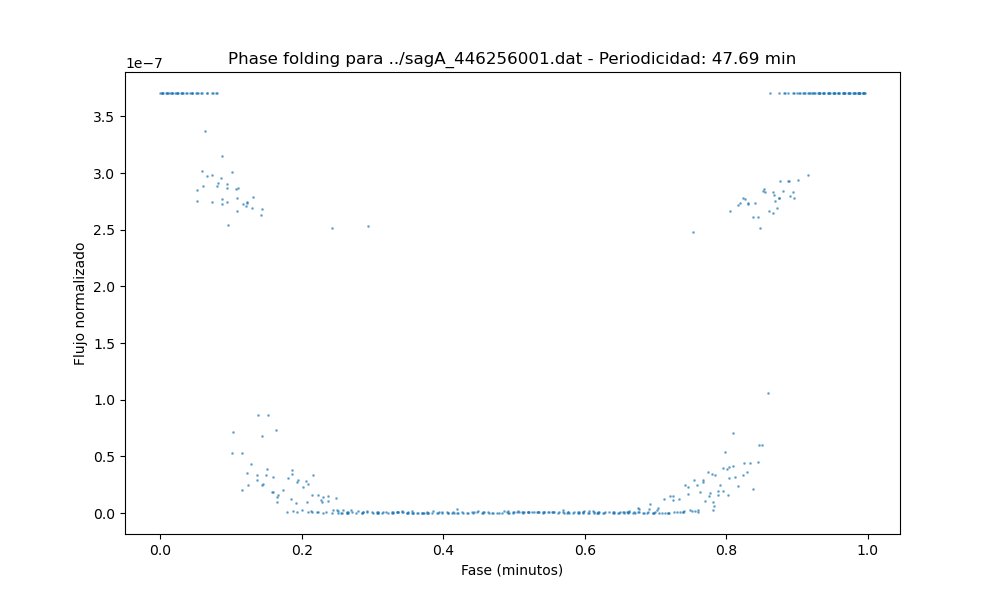 Phase folding para ../sagA_446256001.dat - Periodicidad: 47.69 min
1e−7
3.5
3.0
2.5
2.0
1.5
1.0
0.5
0.0
Flujo normalizado
0.0 0.2 0.4 0.6 0.8 1.0
Fase (minutos)